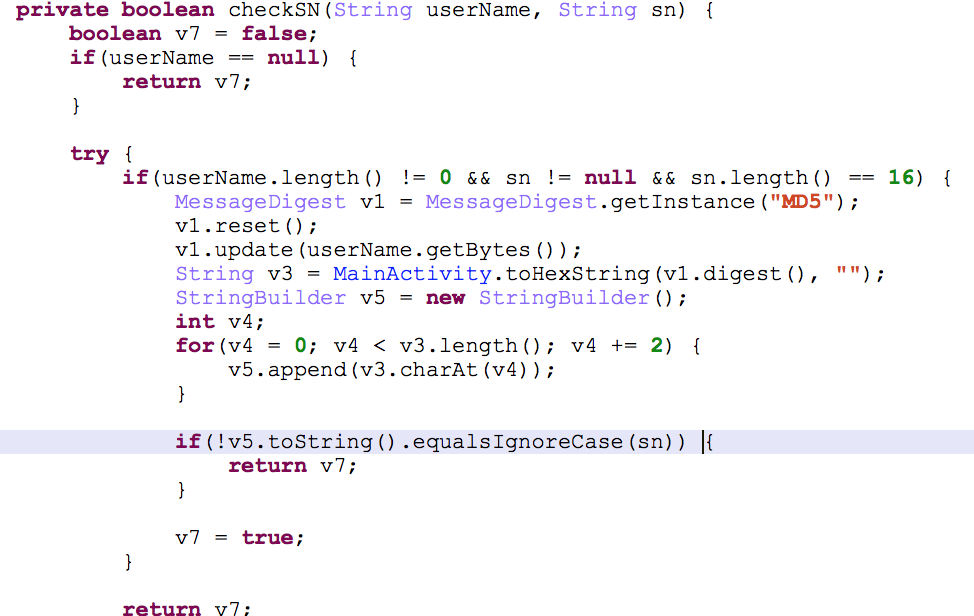 private boolean checkSN(String userName, String sn) {
    boolean v7 = false;
    if(userName == null) {
        return v7;
    }

    try {
        if(userName.length() != 0 && sn != null && sn.length() == 16) {
            MessageDigest v1 = MessageDigest.getInstance("MD5");
            v1.reset();
            v1.update(userName.getBytes());
            String v3 = MainActivity.toHexString(v1.digest(), "");
            StringBuilder v5 = new StringBuilder();
            int v4;
            for(v4 = 0; v4 < v3.length(); v4 += 2) {
                v5.append(v3.charAt(v4));
            }

            if(!v5.toString().equalsIgnoreCase(sn)) {
                return v7;
            }

            v7 = true;
        }

        return v7;